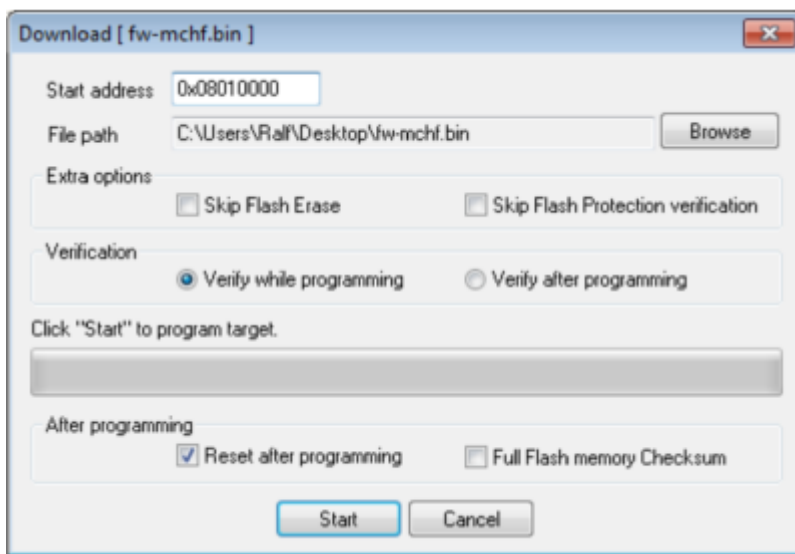 Download [ fw-mchf.bin ]
Start address 0x08010000
File path C:\Users\Ralf\Desktop\fw-mchf.bin Browse
Extra options
Skip Flash Erase Skip Flash Protection verification
Verification
Verify while programming Verify after programming
Click "Start" to program target.
After programming
Reset after programming Full Flash memory Checksum
Start Cancel